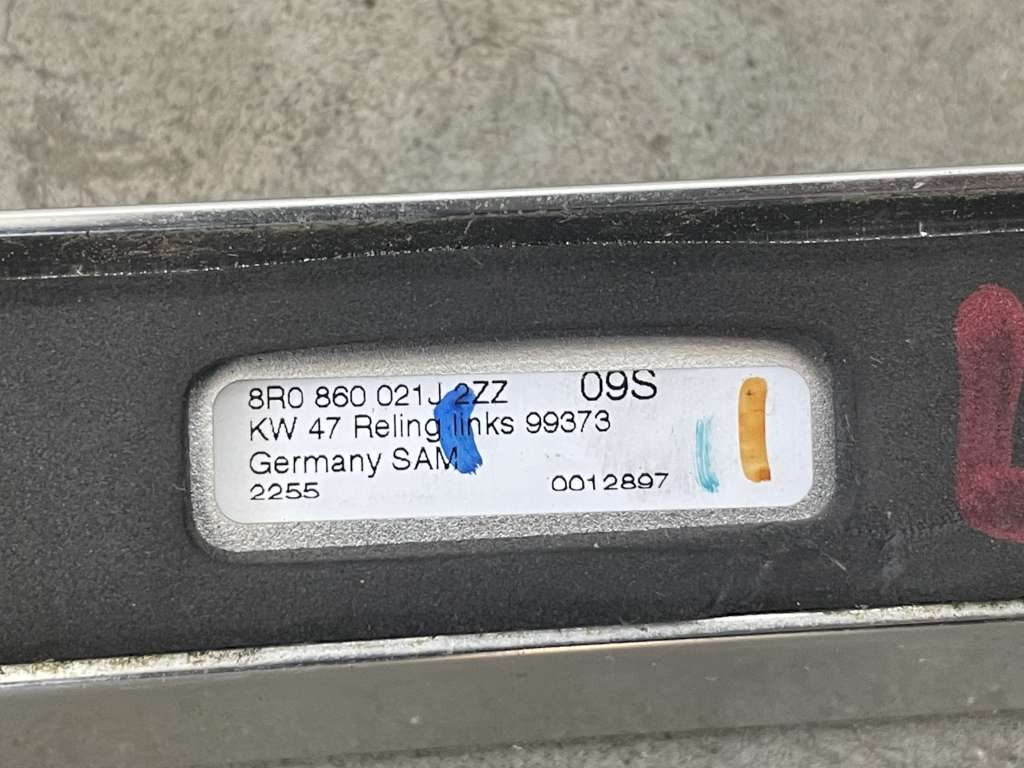 8R0 860 021J 2ZZ 09S
KW 47 Reling links 99373
Germany SAM
2255 0012897